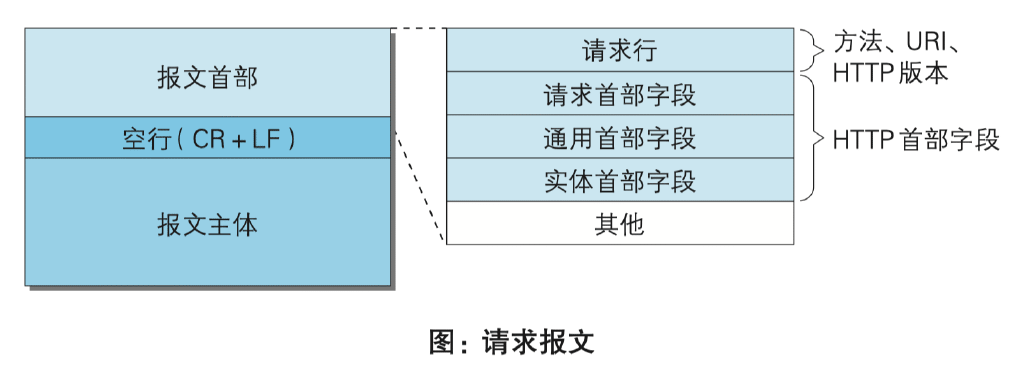 报文首部
空行（CR + LF）
报文主体
请求行
请求首部字段
通用首部字段
实体首部字段
其他
方法、URI、
HTTP 版本
HTTP 首部字段
图：请求报文